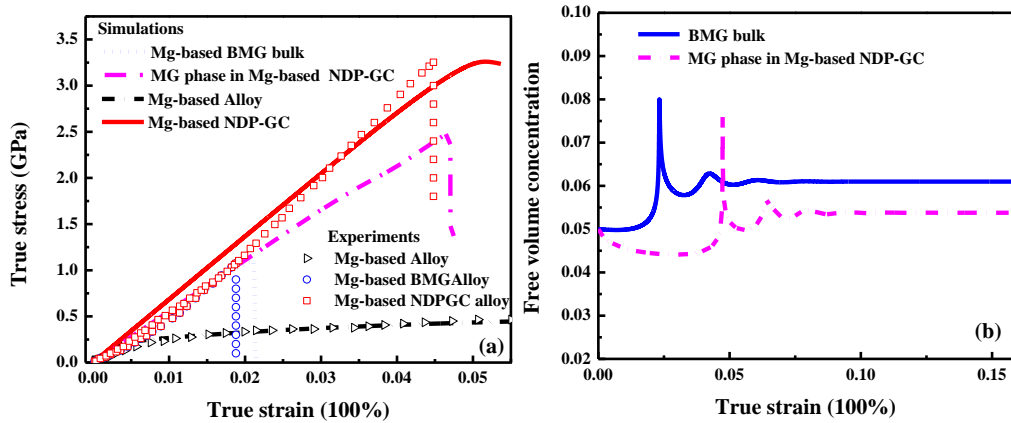 Simulations
Mg-based BMG bulk
MG phase in Mg-based NDP-GC
Mg-based Alloy
Mg-based NDP-GC
Experiments
Mg-based Alloy
Mg-based BMGAlloy
Mg-based NDPGC alloy
3.5
3.0
2.5
2.0
1.5
1.0
0.5
0.0
0.00
0.01
0.02
0.03
0.04
0.05
True stress (GPa)
True strain (100%)
(a)
BMG bulk
MG phase in Mg-based NDP-GC
0.10
0.09
0.08
0.07
0.06
0.05
0.04
0.03
0.02
0.00
0.05
0.10
0.15
Free volume concentration
True strain (100%)
(b)